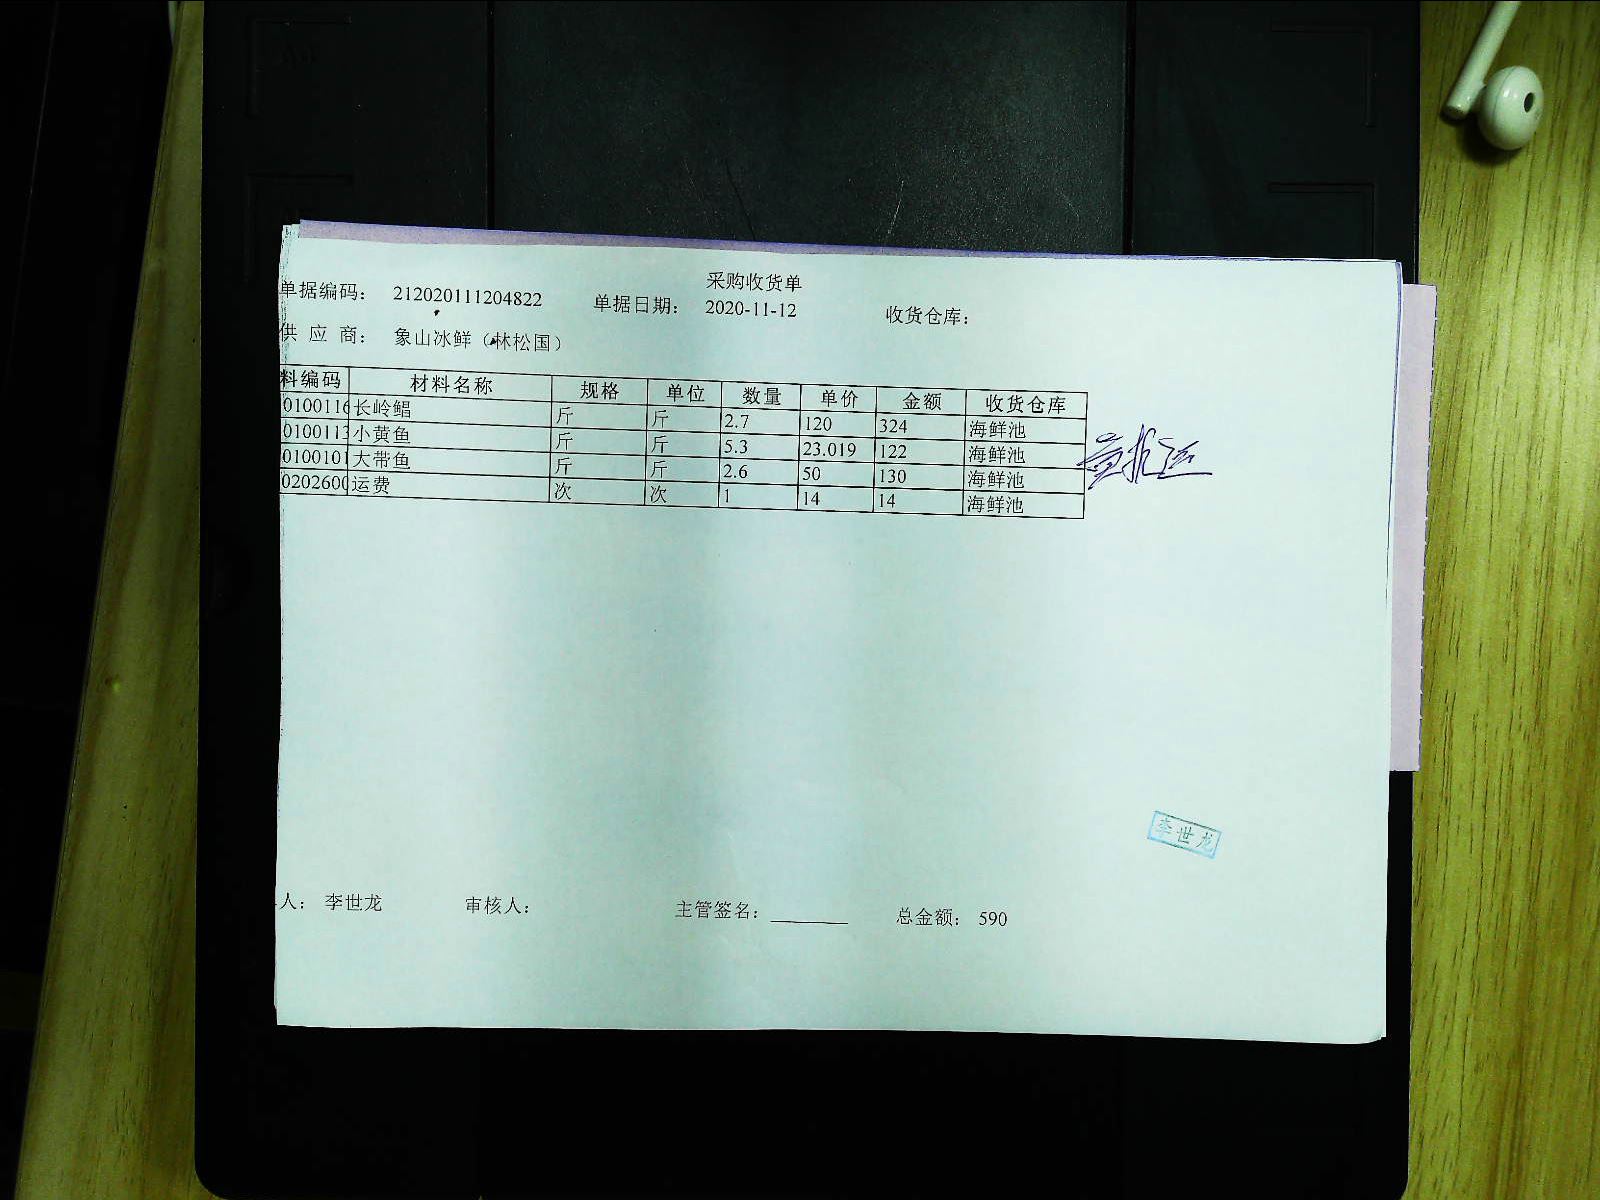 采购收货单
单据编码： 212020111204822 单据日期： 2020-11-12 收货仓库：
供 应 商： 象山冰鲜（林松国）
料编码 材料名称 规格 单位 数量 单价 金额 收货仓库
0100116 长岭鲳 斤 斤 2.7 120 324 海鲜池
0100113 小黄鱼 斤 斤 5.3 23.019 122 海鲜池
0100101 大带鱼 斤 斤 2.6 50 130 海鲜池
0202600 运费 次 次 1 14 14 海鲜池
李世龙
人： 李世龙 审核人： 主管签名： 总金额： 590